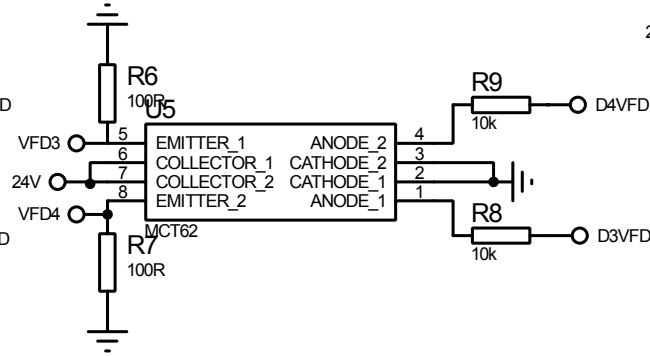 2
R6
100R
U5
R9
10k
D4VFD
D
VFD3
5
EMITTER_1
ANODE_2
4
6
COLLECTOR_1
CATHODE_2
3
24V
7
COLLECTOR_2
CATHODE_1
2
8
EMITTER_2
ANODE_1
1
VFD4
MCT62
R8
10k
D3VFD
D
R7
100R